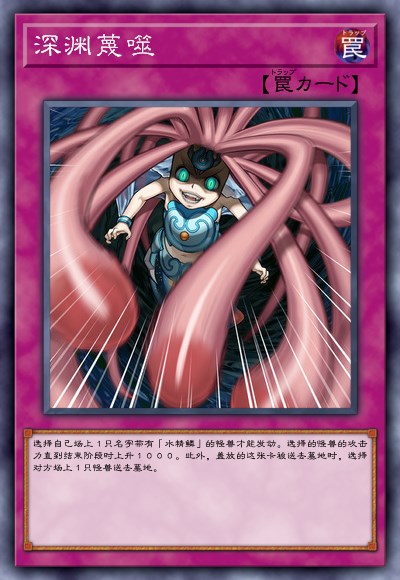 深渊蔑噬
トラップ
罠
トラップ
【罠カード】
选择自己场上1只名字带有「水精鳞」的怪兽才能发动。选择的怪兽的攻击
力直到结束阶段时上升1000。此外，盖放的这张卡被送去墓地时，选择
对方场上1只怪兽送去墓地。